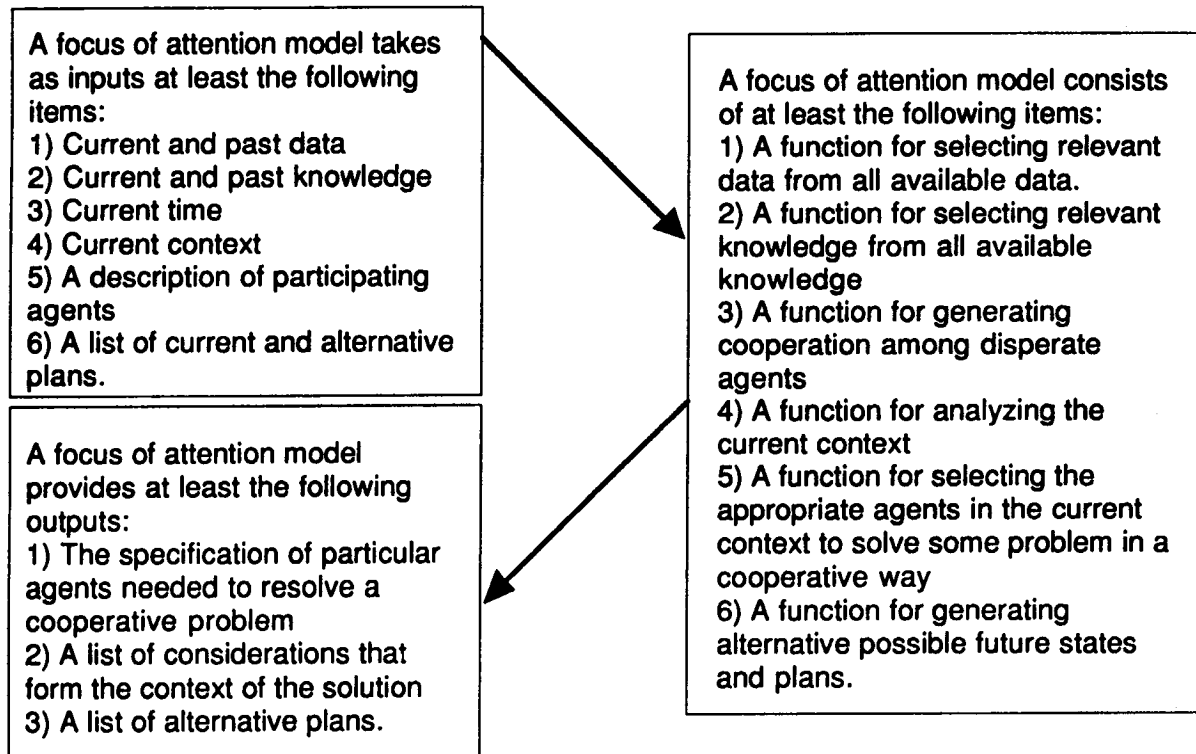 A focus of attention model takes
as inputs at least the following
items:
1) Current and past data
2) Current and past knowledge
3) Current time
4) Current context
5) A description of participating
agents
6) A list of current and alternative
plans.
A focus of attention model
provides at least the following
outputs:
1) The specification of particular
agents needed to resolve a
cooperative problem
2) A list of considerations that
form the context of the solution
3) A list of alternative plans.
A focus of attention model consists
of at least the following items:
1) A function for selecting relevant
data from all available data.
2) A function for selecting relevant
knowledge from all available
knowledge
3) A function for generating
cooperation among disperate
agents
4) A function for analyzing the
current context
5) A function for selecting the
appropriate agents in the current
context to solve some problem in a
cooperative way
6) A function for generating
alternative possible future states
and plans.